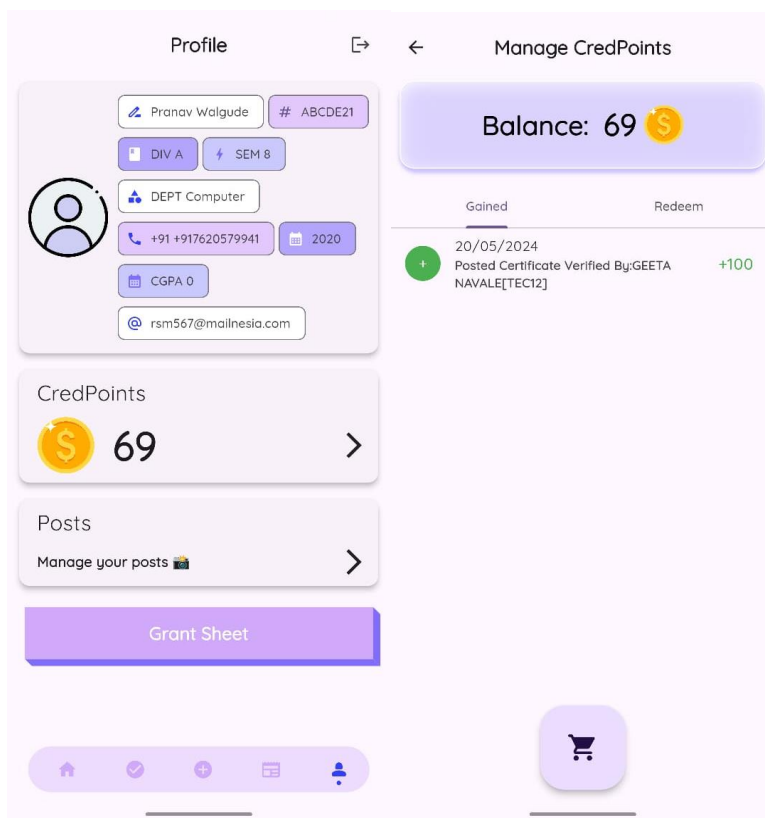 Profile
Pranav Walgude
# ABCDE21
DIV A
SEM 8
DEPT Computer
+91 +917620579941
2020
CGPA 0
@ rsm567@mailnesia.com
CredPoints
$ 69
Posts
Manage your posts 📸
Grant Sheet
Manage CredPoints
Balance: 69 $
Gained
Redeem
20/05/2024
+ Posted Certificate Verified By:GEETA +100
NAVALE[TEC12]